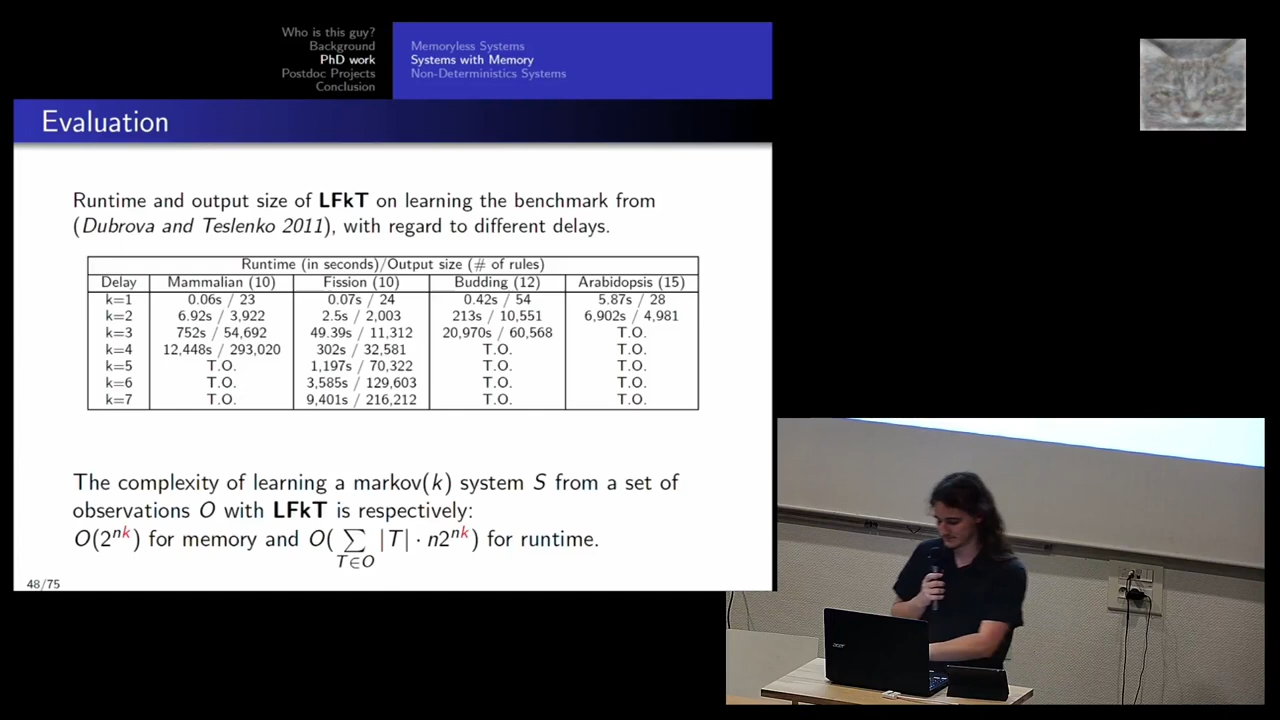 Who is this guy?
Background
PhD work
Postdoc Projects
Conclusion
Memoryless Systems
Systems with Memory
Non-Deterministics Systems
Evaluation
Runtime and output size of LFkT on learning the benchmark from
(Dubrova and Teslenko 2011), with regard to different delays.
Runtime (in seconds)/Output size (# of rules)
Delay Mammalian (10) Fission (10) Budding (12) Arabidopsis (15)
k=1 0.06s / 23 0.07s / 24 0.42s / 54 5.87s / 28
k=2 6.92s / 3,922 2.5s / 2,003 213s / 10,551 6,902s / 4,981
k=3 752s / 54,692 49.39s / 11,312 20,970s / 60,568 T.O.
k=4 12,448s / 293,020 302s / 32,581 T.O. T.O.
k=5 T.O. 1,197s / 70,322 T.O. T.O.
k=6 T.O. 3,585s / 129,603 T.O. T.O.
k=7 T.O. 9,401s / 216,212 T.O. T.O.
The complexity of learning a markov(k) system S from a set of
observations O with LFkT is respectively:
O(2^{nk}) for memory and O(∑_{T∈O} |T| · n2^{nk}) for runtime.
48/75
acer